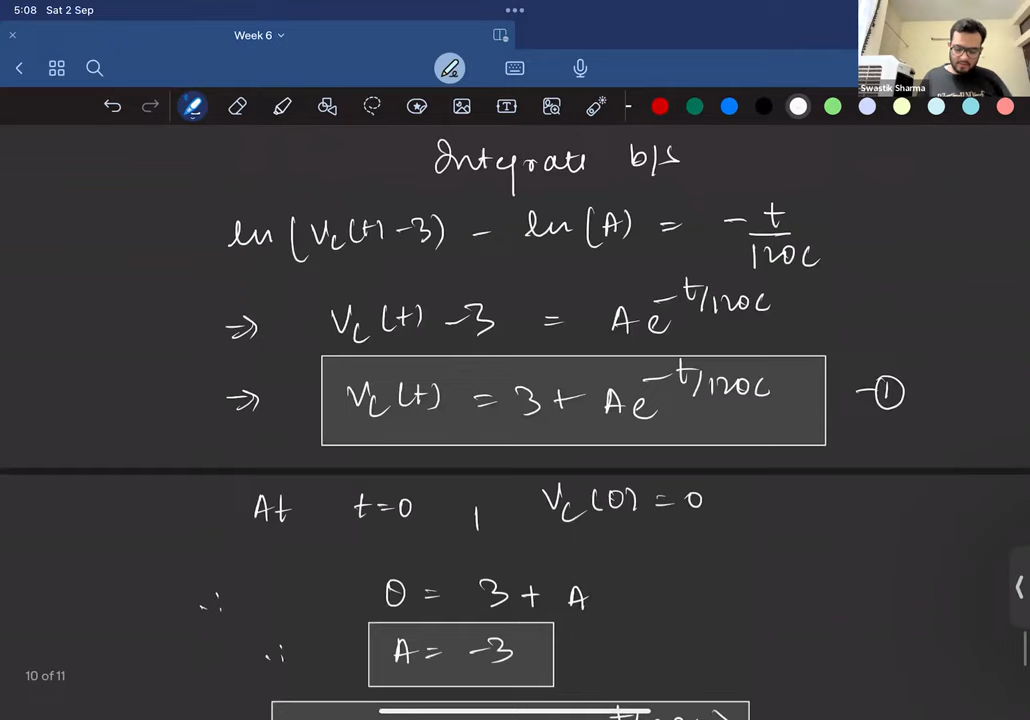 5:08 Sat 2 Sep
Week 6
Swastik Sharma
Integrate b/s
ln(Vc(t) -3) - ln(A) = -t/120C
⇒ Vc(t) -3 = Ae^-t/120C
⇒ Vc(t) = 3 + Ae^-t/120C -①
At t=0 , Vc(0) = 0
∴ 0 = 3 + A
∴ A = -3
10 of 11